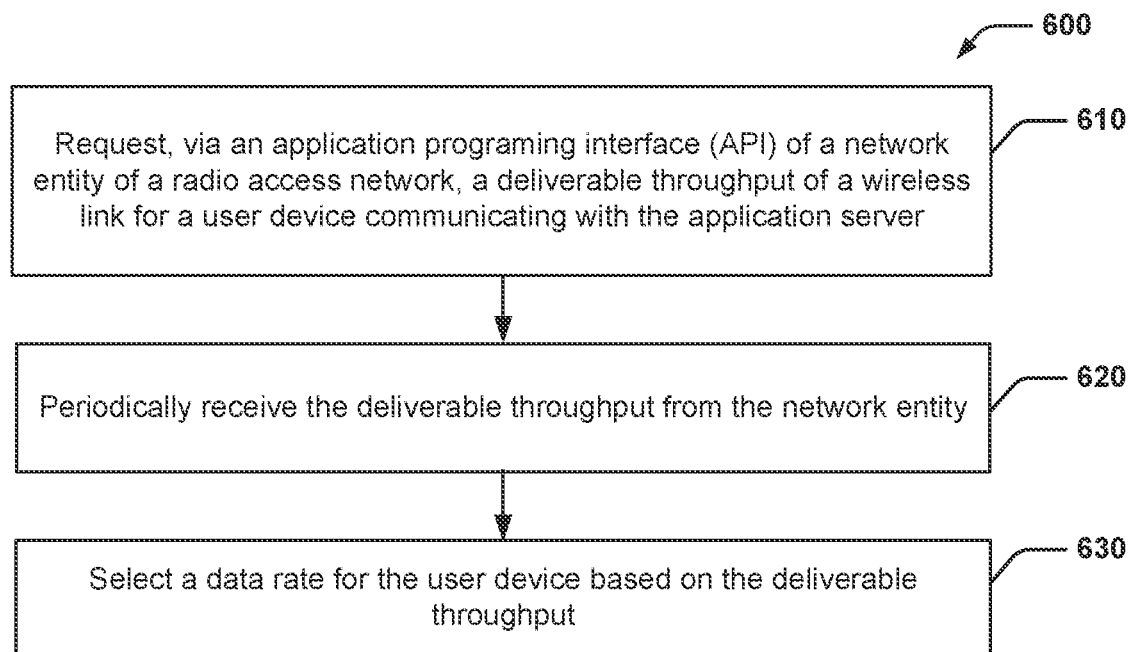 600
Request, via an application programing interface (API) of a network
entity of a radio access network, a deliverable throughput of a wireless
link for a user device communicating with the application server
610
Periodically receive the deliverable throughput from the network entity
620
Select a data rate for the user device based on the deliverable
throughput
630